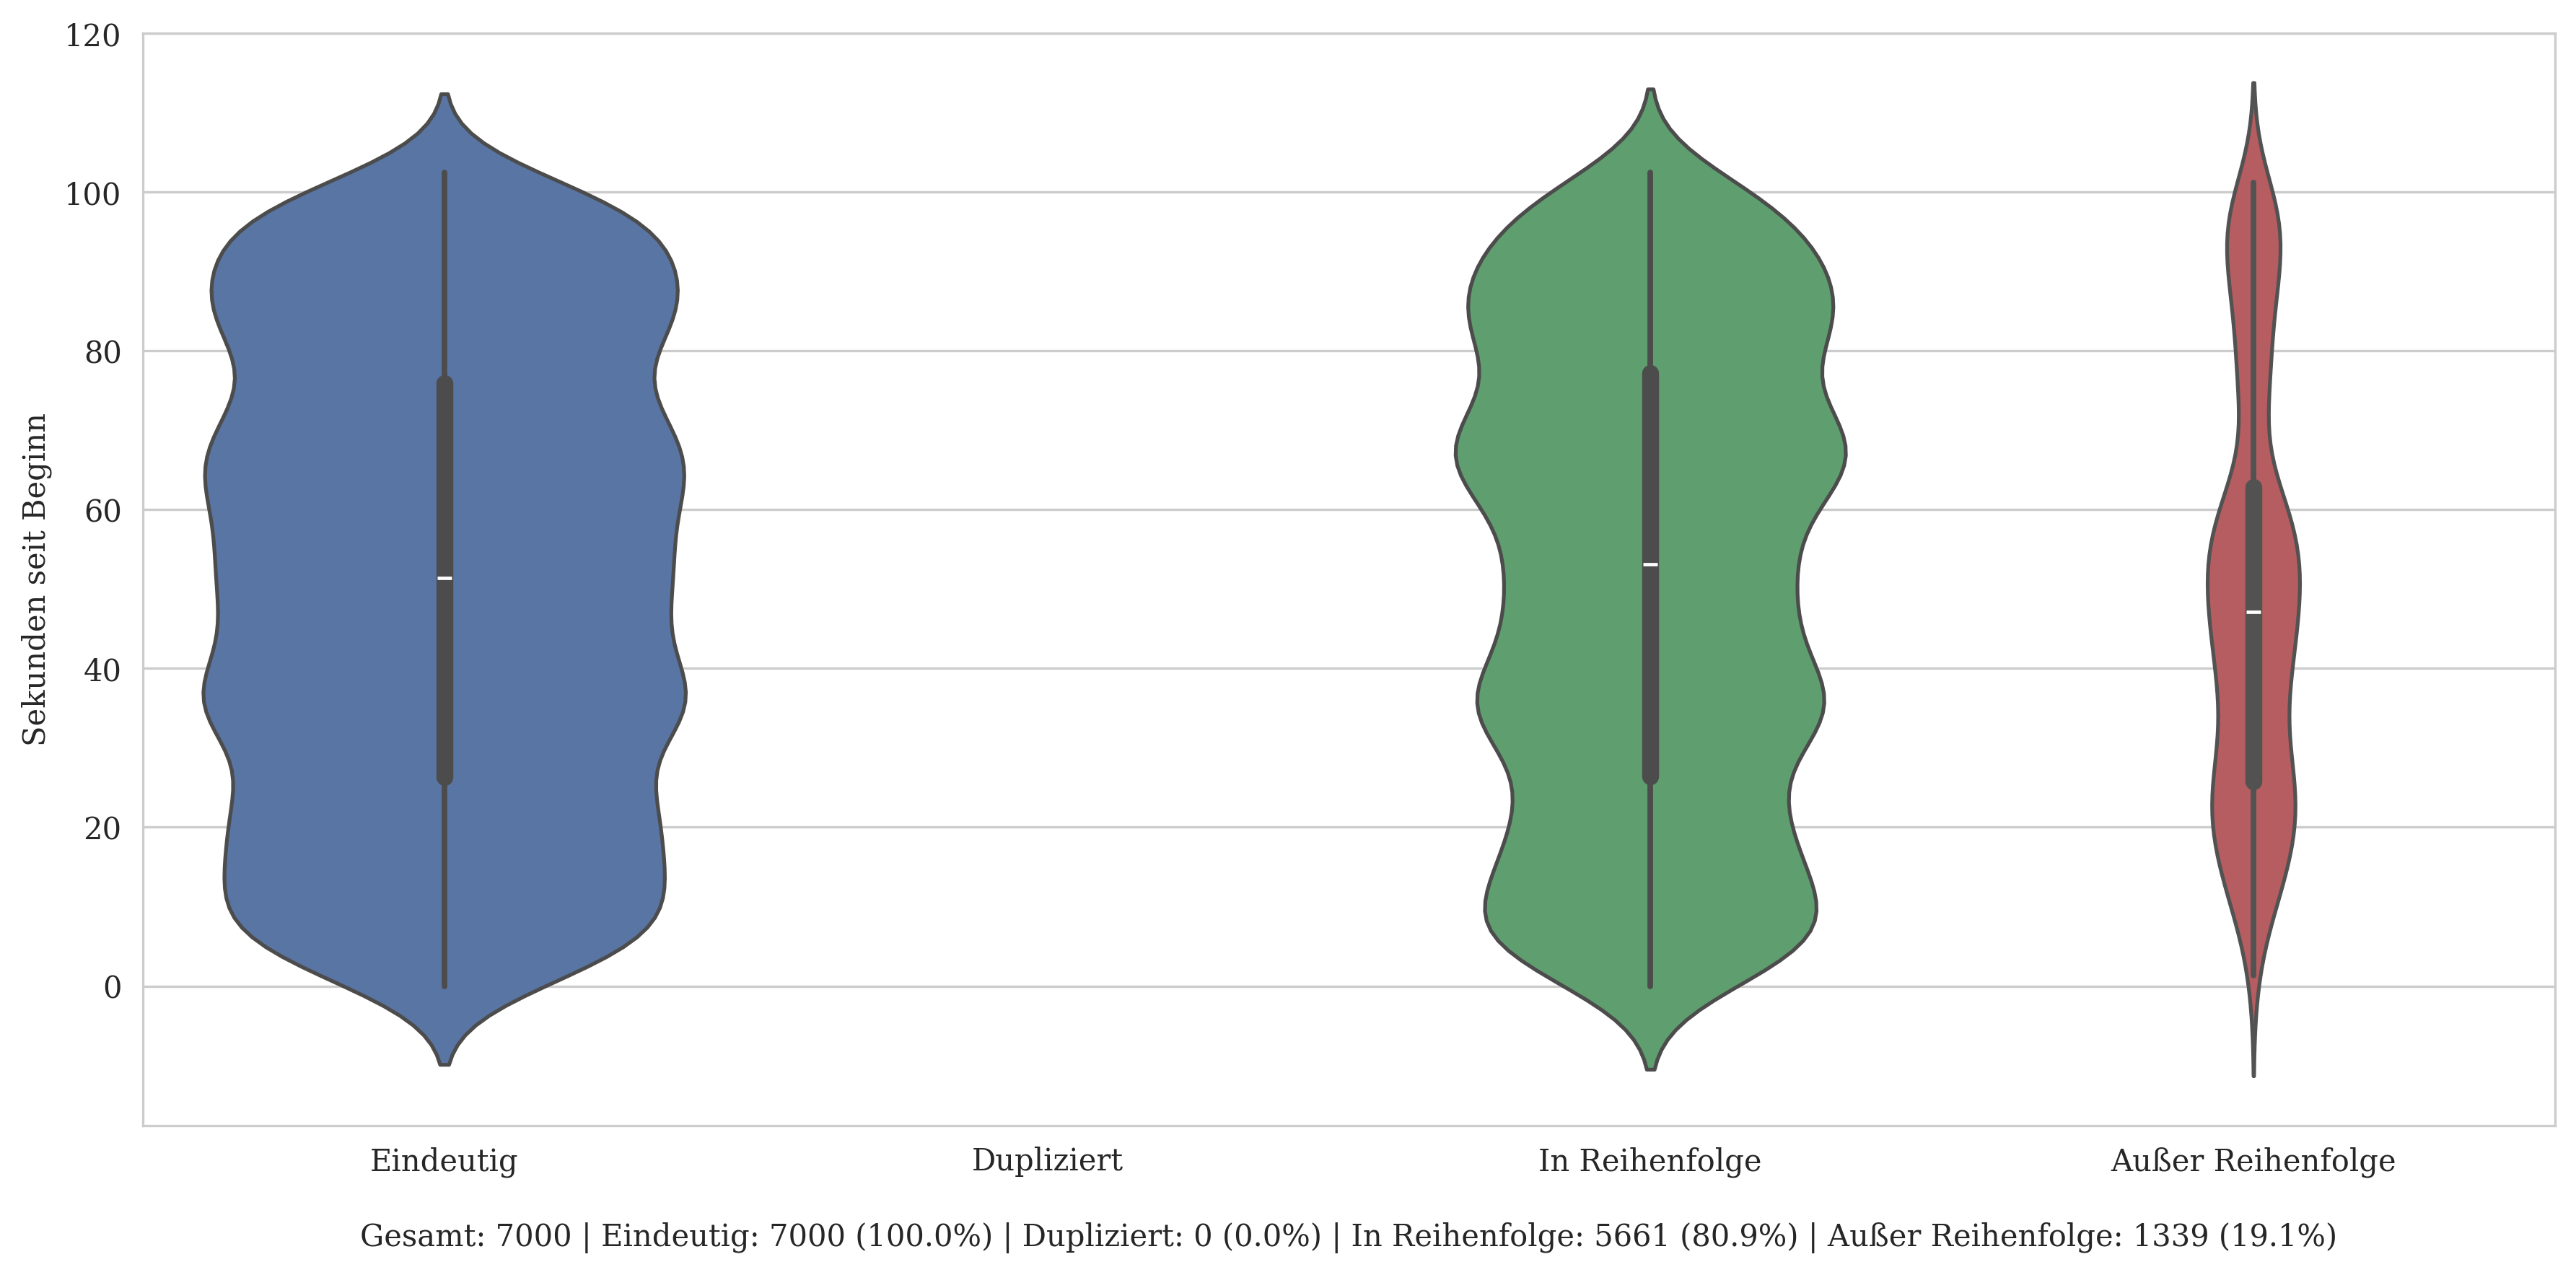 120
100
80
60
40
20
0
Sekunden seit Beginn
Eindeutig
Dupliziert
In Reihenfolge
Außer Reihenfolge
Gesamt: 7000 | Eindeutig: 7000 (100.0%) | Dupliziert: 0 (0.0%) | In Reihenfolge: 5661 (80.9%) | Außer Reihenfolge: 1339 (19.1%)